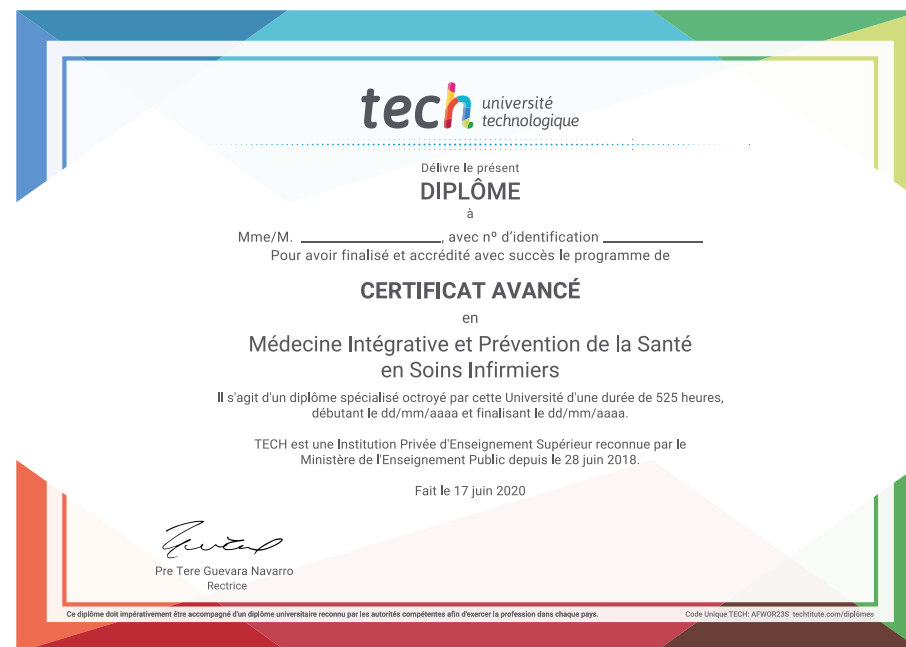 tech université
technologique
Délivre le présent
DIPLÔME
à
Mme/M. ____________________, avec nº d'identification ______________
Pour avoir finalisé et accrédité avec succès le programme de
CERTIFICAT AVANCÉ
en
Médecine Intégrative et Prévention de la Santé
en Soins Infirmiers
Il s'agit d'un diplôme spécialisé octroyé par cette Université d'une durée de 525 heures,
débutant le dd/mm/aaaa et finalisant le dd/mm/aaaa.
TECH est une Institution Privée d'Enseignement Supérieur reconnue par le
Ministère de l'Enseignement Public depuis le 28 juin 2018.
Fait le 17 juin 2020
Pre Tere Guevara Navarro
Rectrice
Ce diplôme doit impérativement être accompagné d'un diplôme universitaire reconnu par les autorités compétentes afin d'exercer la profession dans chaque pays.
Code Unique TECH: AFWOR23S techtitute.com/diplômes